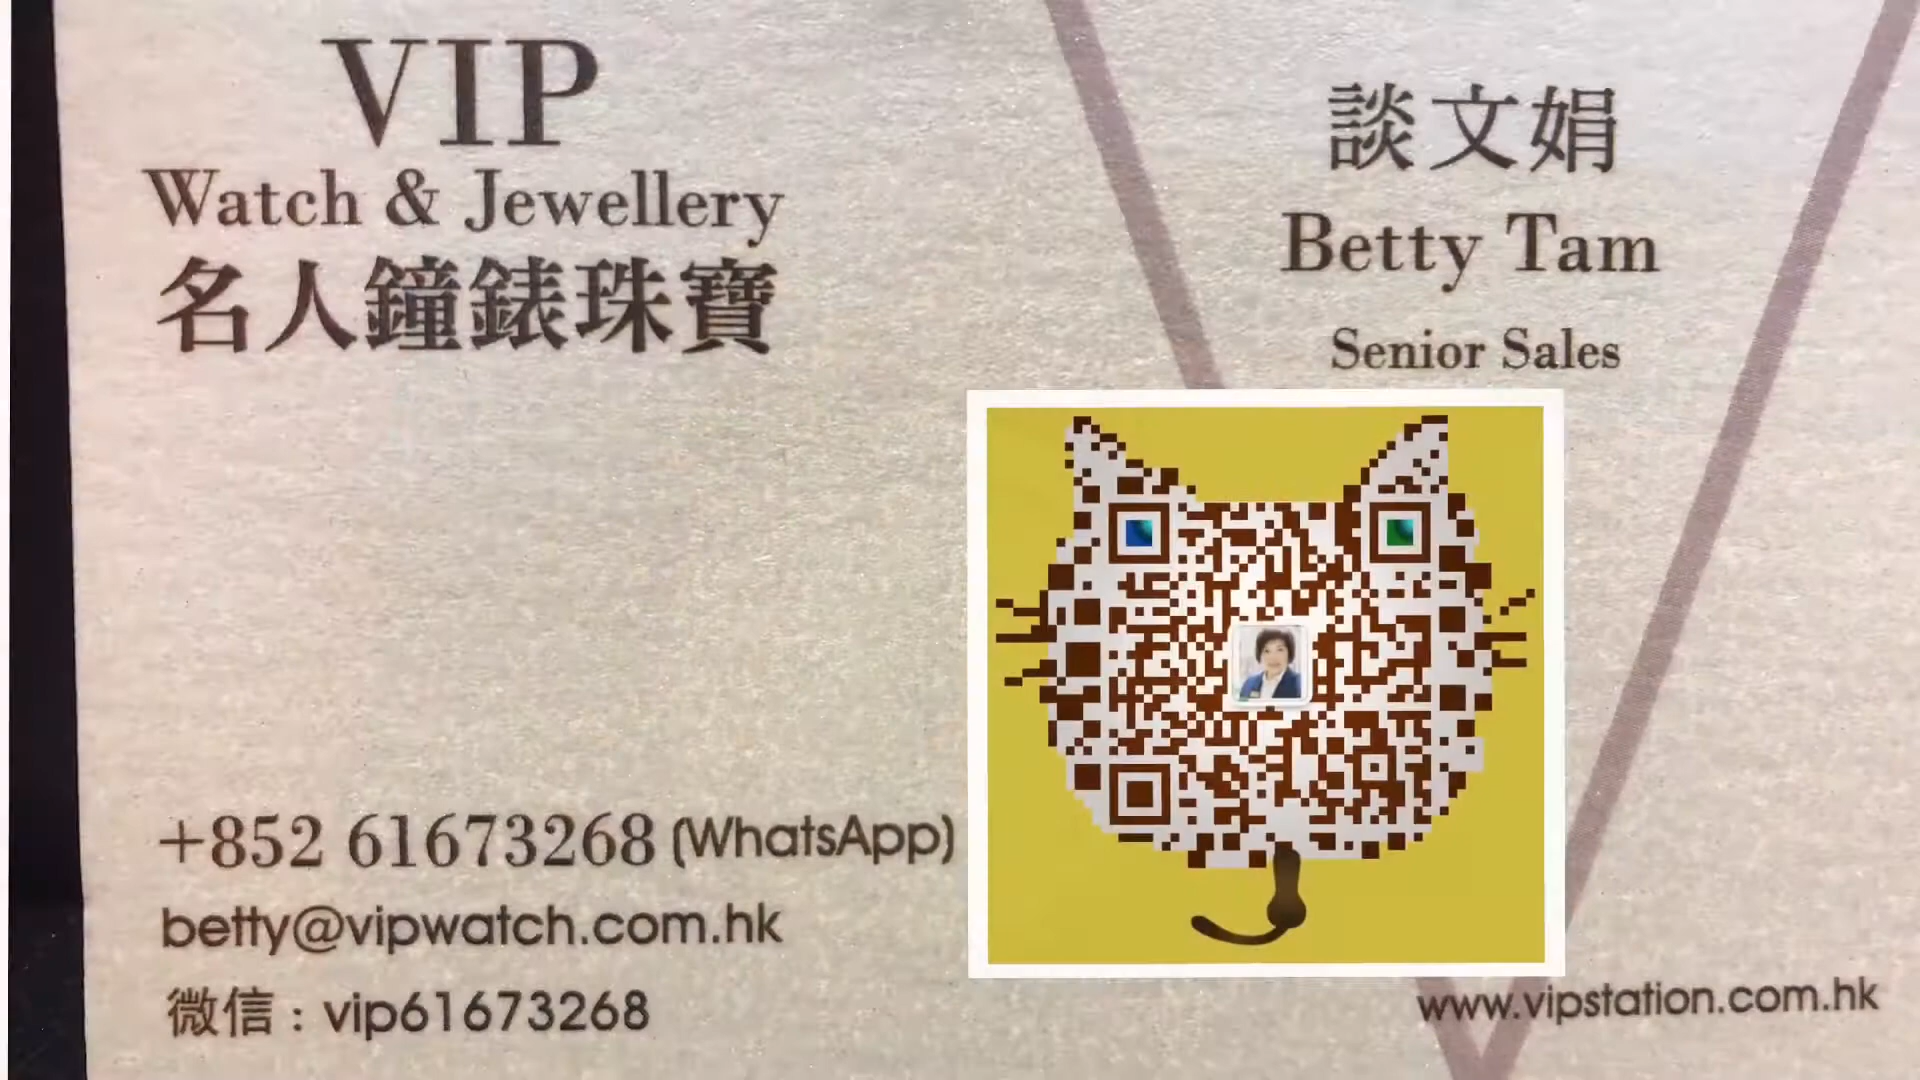 VIP
Watch & Jewellery
名人鐘錶珠寶
談文娟
Betty Tam
Senior Sales
+852 61673268 (WhatsApp)
betty@vipwatch.com.hk
微信 : vip61673268
www.vipstation.com.hk